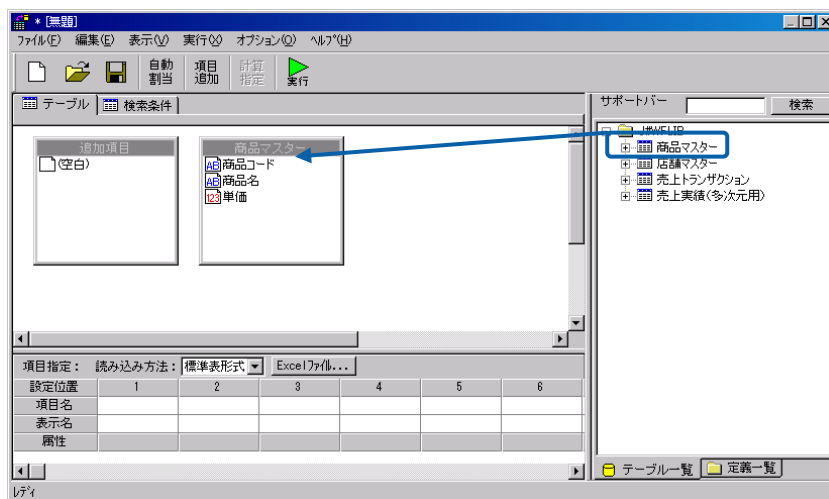 * [無題]
ファイル(F) 編集(E) 表示(V) 実行(X) オプション(O) ヘルプ(H)
自動割当 項目追加 計算指定 実行
テーブル 検索条件
追加項目
(空白)
商品マスター
商品コード
商品名
単価
項目指定： 読み込み方法： 標準表形式 Excelファイル...
設定位置 1 2 3 4 5 6
項目名
表示名
属性
レディ
サポートバー 検索
商品マスター
店舗マスター
売上トランザクション
売上実績(多次元用)
テーブル一覧 定義一覧